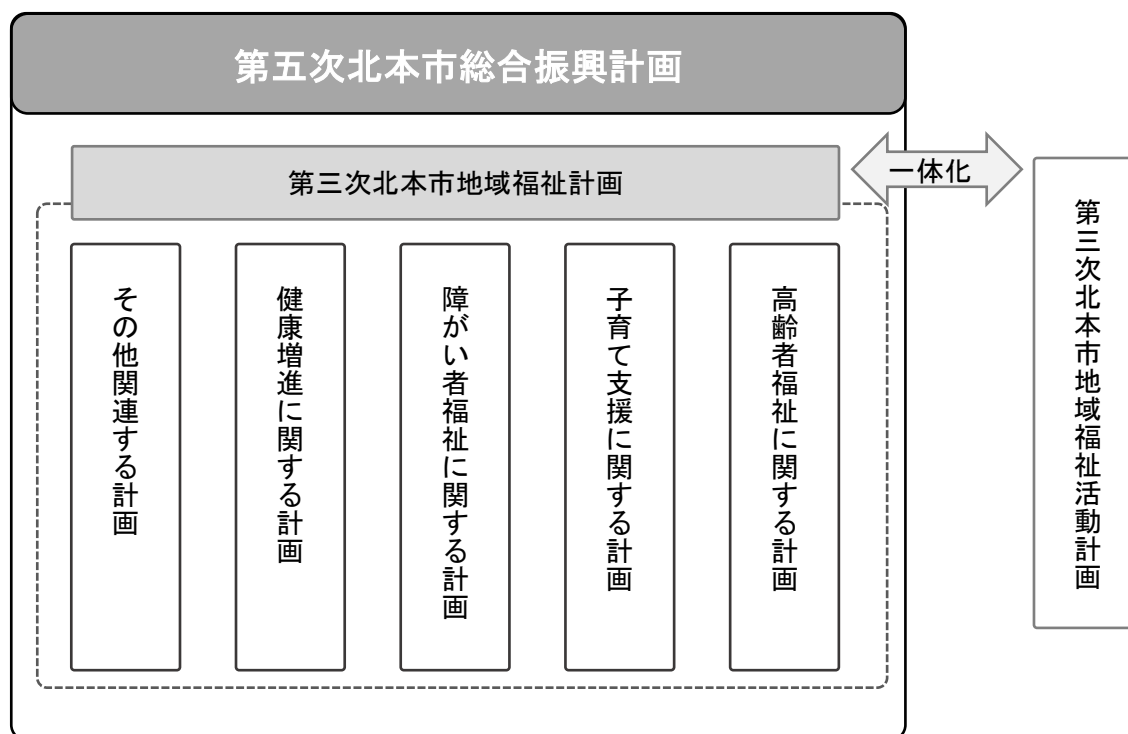 第五次北本市総合振興計画
第三次北本市地域福祉計画
一体化
高齢者福祉に関する計画
子育て支援に関する計画
障がい者福祉に関する計画
健康増進に関する計画
その他関連する計画
第三次北本市地域福祉活動計画